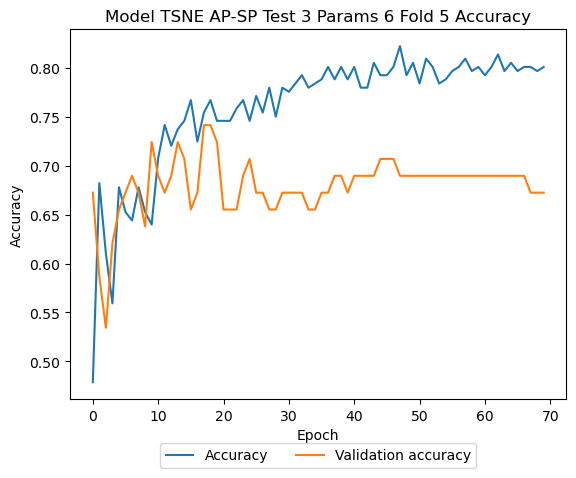 Model TSNE AP-SP Test 3 Params 6 Fold 5 Accuracy
Accuracy
0.80
0.75
0.70
0.65
0.60
0.55
0.50
0 10 20 30 40 50 60 70
Epoch
Accuracy Validation accuracy